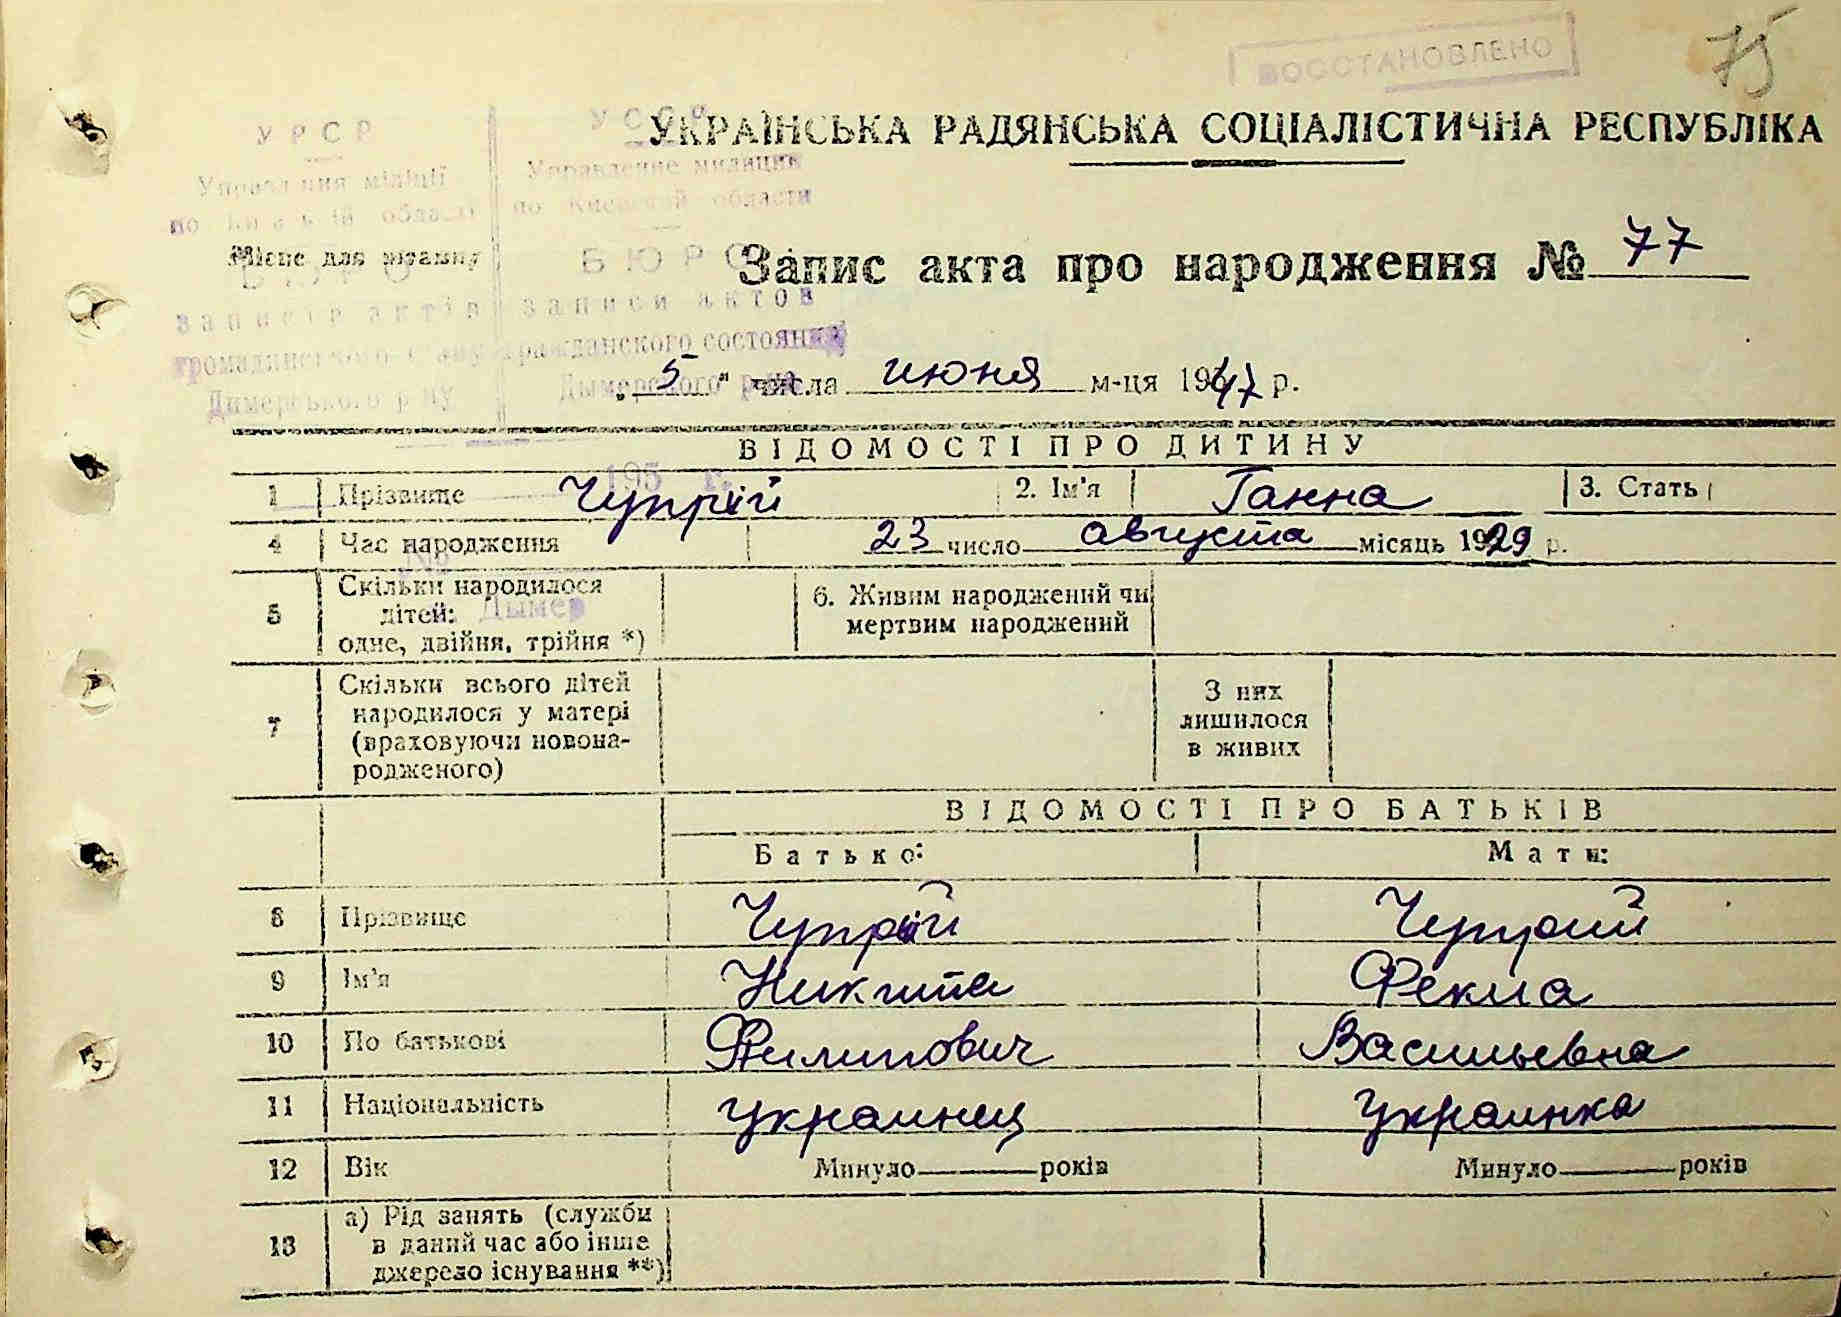 ВОССТАНОВЛЕНО
75
УРСР
УССР
УКРАЇНСЬКА РАДЯНСЬКА СОЦІАЛІСТИЧНА РЕСПУБЛІКА
Управління міліції
Управление милиции
по Київській області
по Киевской области
Місце для штампу
БЮРО
БЮРО
Запис акта про народження № 77
записів актів
записи актов
громадянського стану
гражданского состояния
Димерського р-ну
Дымерского р-на
„ 5 " числа июня м-ця 1947 р.
ВІДОМОСТІ ПРО ДИТИНУ
195 г.
1 Прізвище Чуприй 2. Ім'я Ганна 3. Стать
4 Час народження 23 число августа місяць 1929 р.
№
5 Скільки народилося
дітей:
одне, двійня, трійня *)
Дымер
6. Живим народжений чи
мертвим народжений
7 Скільки всього дітей
народилося у матері
(враховуючи новона-
родженого)
З них
лишилося
в живих
ВІДОМОСТІ ПРО БАТЬКІВ
Батько: Мати:
8 Прізвище Чуприй Чуприй
9 Ім'я Никита Фекла
10 По батькові Филипович Васильевна
11 Національність украинец украинка
12 Вік Минуло років Минуло років
13 а) Рід занять (служби
в даний час або інше
джерело існування **)